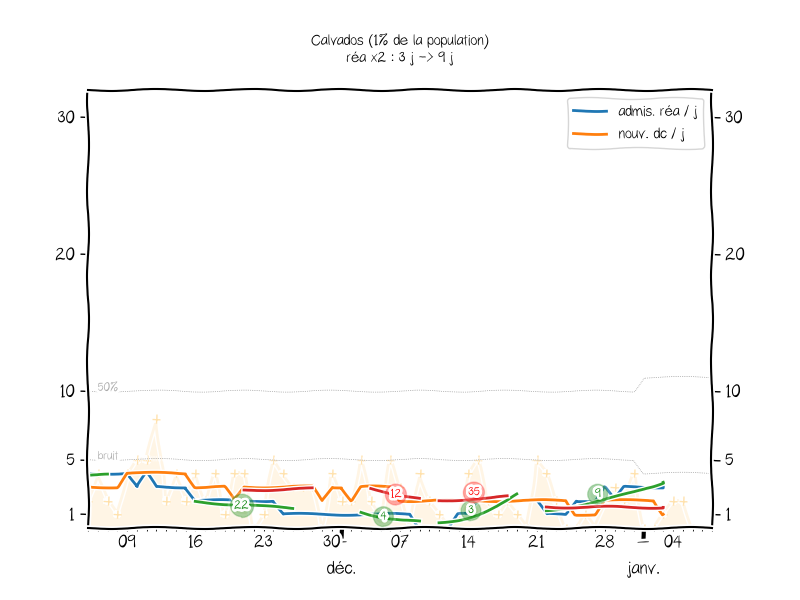 Calvados (1% de la population)
réa x2 : 3 j -> 9 j
admis. réa / j
nouv. dc / j
30 30
20 20
10 50% 10
5 bruit 5
1 1
22 4 12 35 3 9
09 16 23 30 07 14 21 28 04
déc. janv.